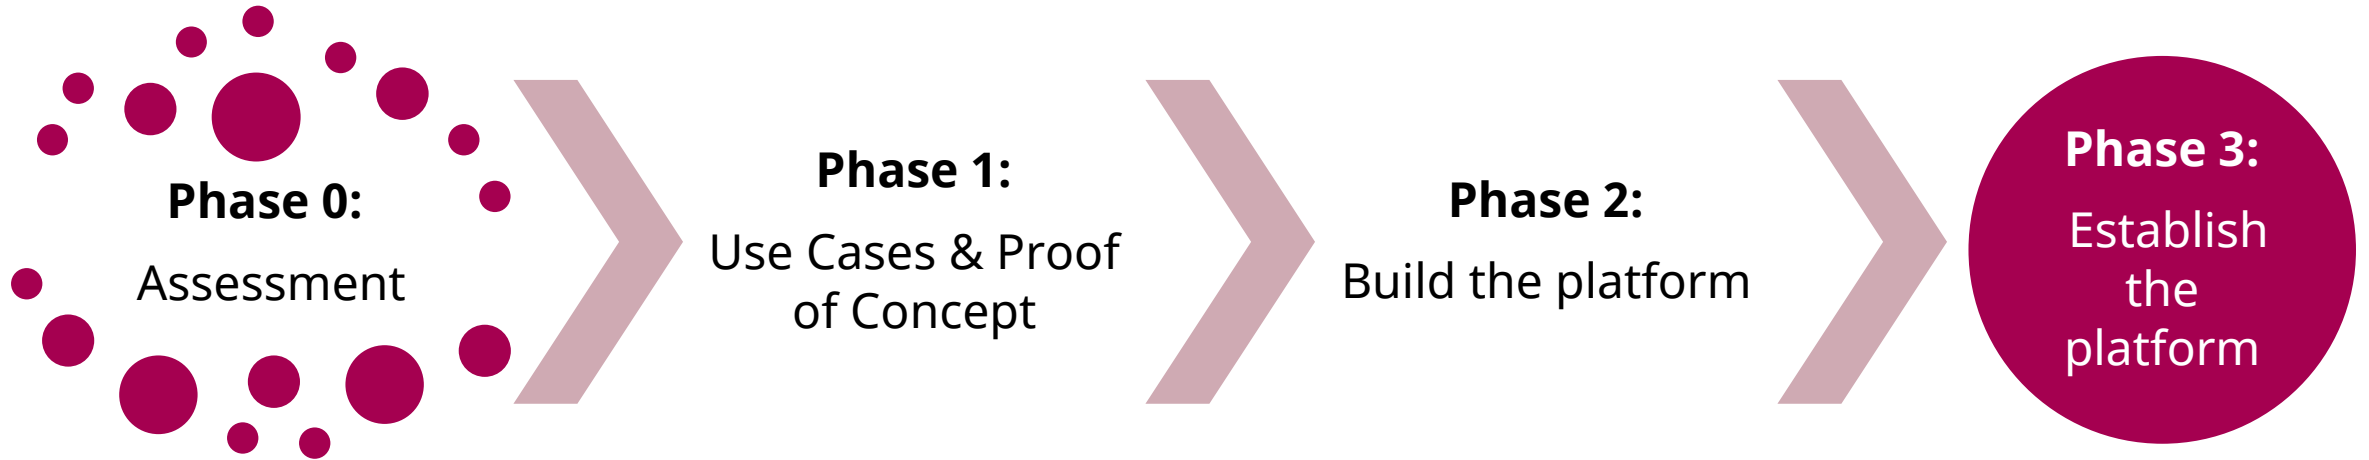 Phase 0:
Assessment
Phase 1:
Use Cases & Proof
of Concept
Phase 2:
Build the platform
Phase 3:
Establish
the
platform